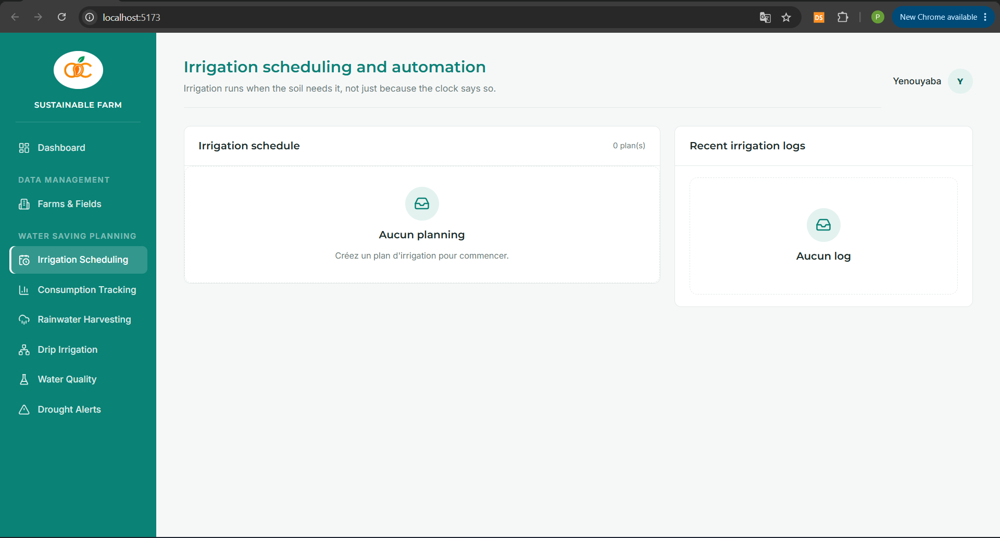 localhost:5173
DS
P
New Chrome available
SUSTAINABLE FARM
Dashboard
DATA MANAGEMENT
Farms & Fields
WATER SAVING PLANNING
Irrigation Scheduling
Consumption Tracking
Rainwater Harvesting
Drip Irrigation
Water Quality
Drought Alerts
Irrigation scheduling and automation
Irrigation runs when the soil needs it, not just because the clock says so.
Yenouyaba
Y
Irrigation schedule
0 plan(s)
Aucun planning
Créez un plan d'irrigation pour commencer.
Recent irrigation logs
Aucun log